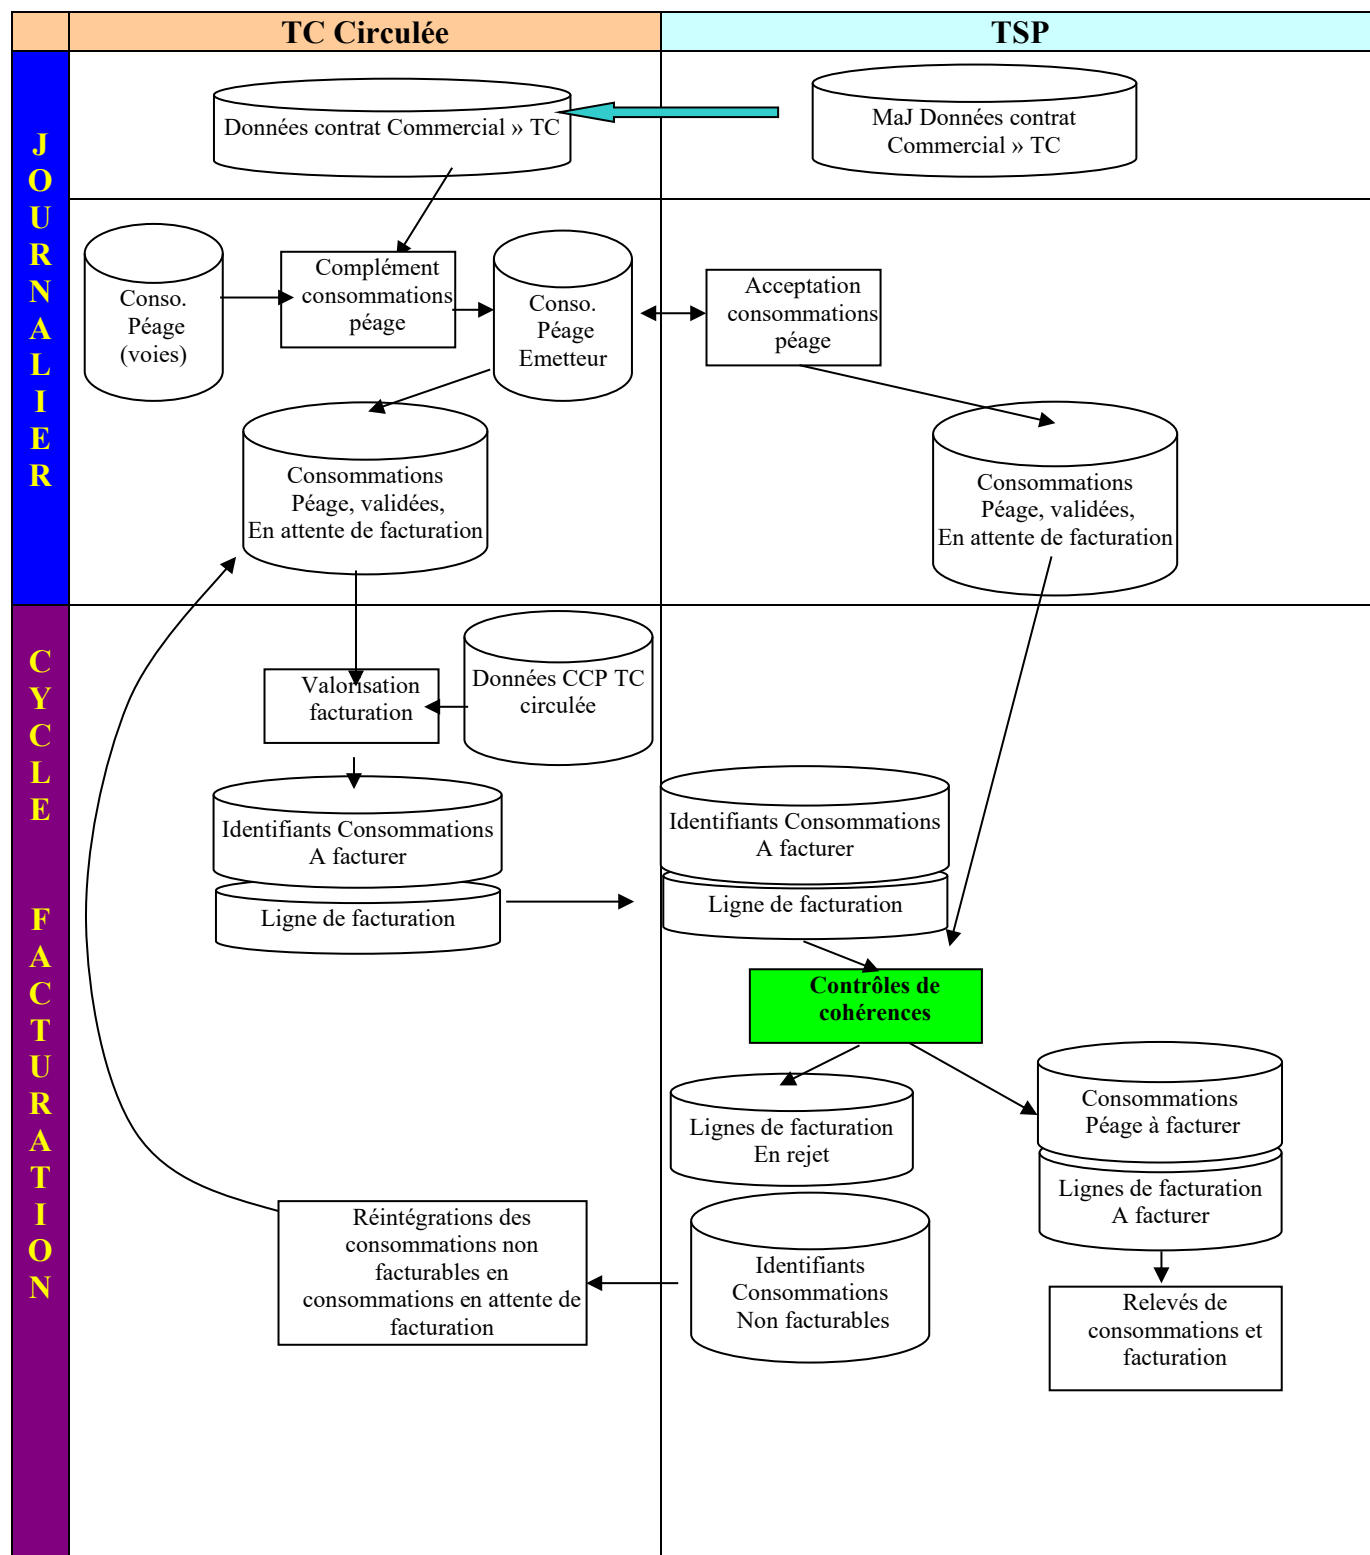 TC Circulée
TSP
JOURNALIER
Données contrat Commercial » TC
MaJ Données contrat
Commercial » TC
Conso.
Péage
(voies)
Complément
consommations
péage
Conso.
Péage
Emetteur
Acceptation
consommations
péage
Consommations
Péage, validées,
En attente de facturation
Consommations
Péage, validées,
En attente de facturation
CYCLE FACTURATION
Valorisation
facturation
Données CCP TC
circulée
Identifiants Consommations
A facturer
Ligne de facturation
Identifiants Consommations
A facturer
Ligne de facturation
Contrôles de
cohérences
Lignes de facturation
En rejet
Consommations
Péage à facturer
Lignes de facturation
A facturer
Réintégrations des
consommations non
facturables en
consommations en attente de
facturation
Identifiants
Consommations
Non facturables
Relevés de
consommations et
facturation